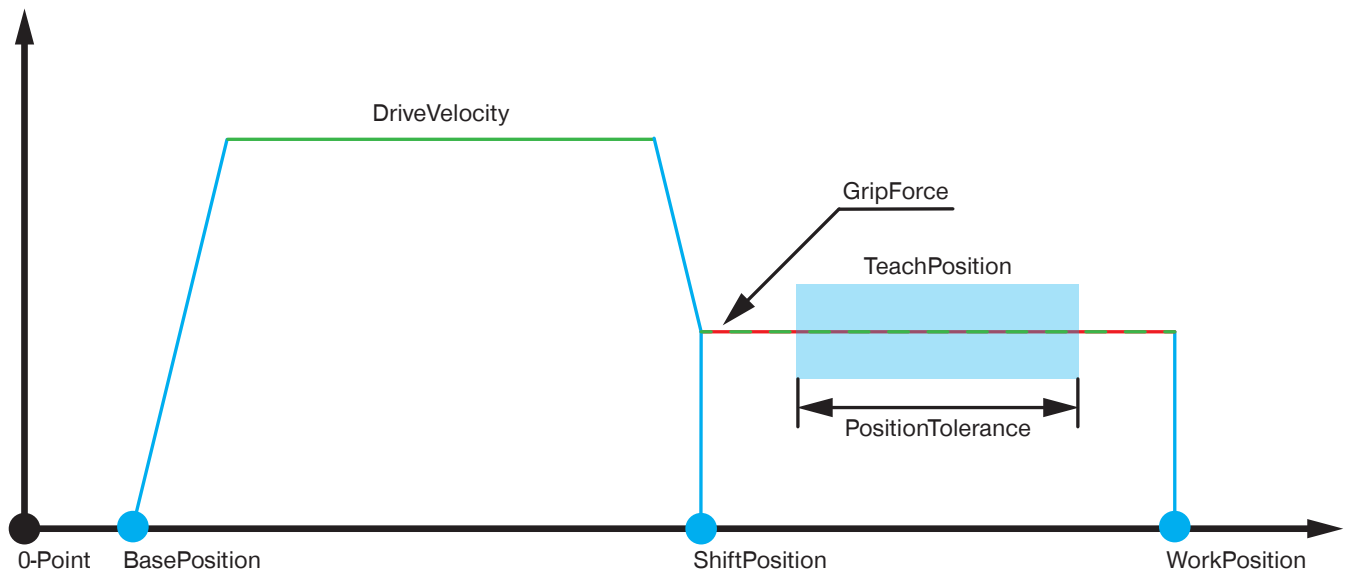 DriveVelocity
GripForce
TeachPosition
PositionTolerance
0-Point
BasePosition
ShiftPosition
WorkPosition